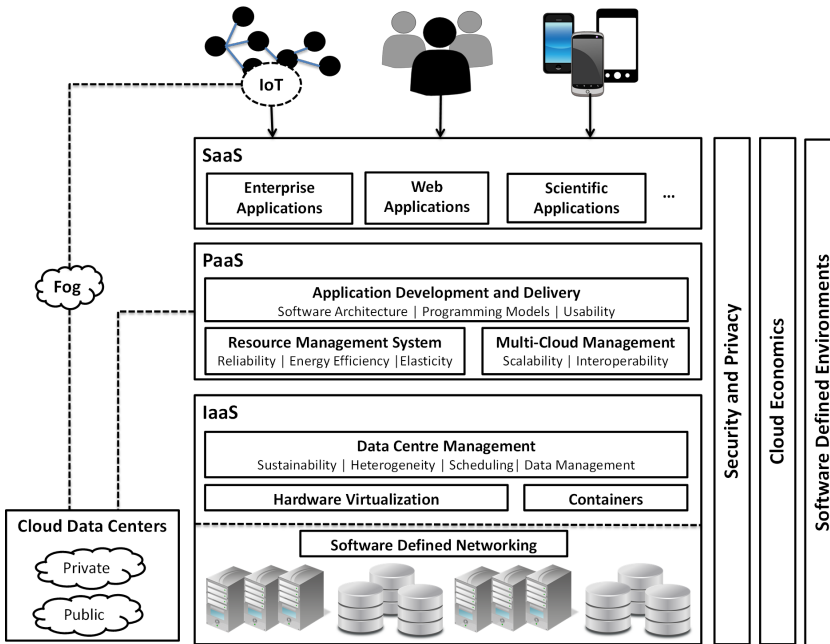 IoT
SaaS
Enterprise
Applications
Web
Applications
Scientific
Applications
...
PaaS
Application Development and Delivery
Software Architecture | Programming Models | Usability
Resource Management System
Reliability | Energy Efficiency |Elasticity
Multi-Cloud Management
Scalability | Interoperability
IaaS
Data Centre Management
Sustainability | Heterogeneity | Scheduling| Data Management
Hardware Virtualization
Containers
Software Defined Networking
Fog
Cloud Data Centers
Private
Public
Security and Privacy
Cloud Economics
Software Defined Environments